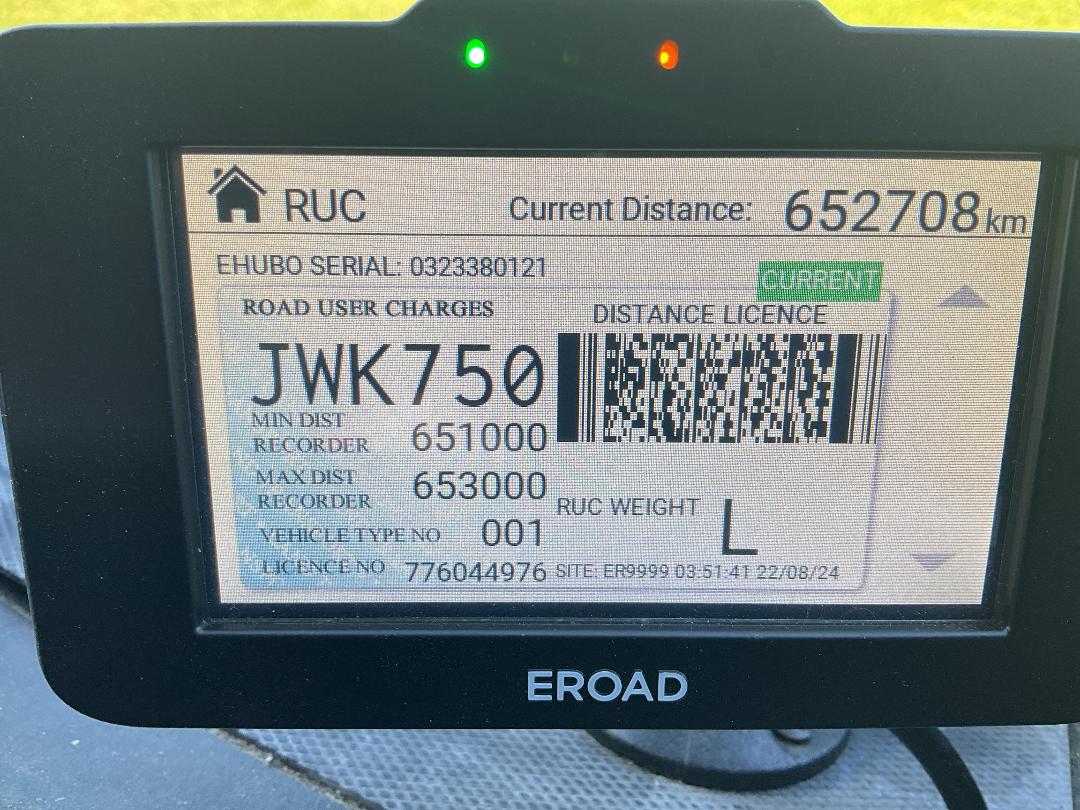 RUC Current Distance: 652708 km
EHUBO SERIAL: 0323380121
CURRENT
ROAD USER CHARGES
DISTANCE LICENCE
JWK750
MIN DIST
RECORDER 651000
MAX DIST
RECORDER 653000
RUC WEIGHT L
VEHICLE TYPE NO 001
LICENCE NO 776044976 SITE: ER9999 03:51:41 22/08/24
EROAD